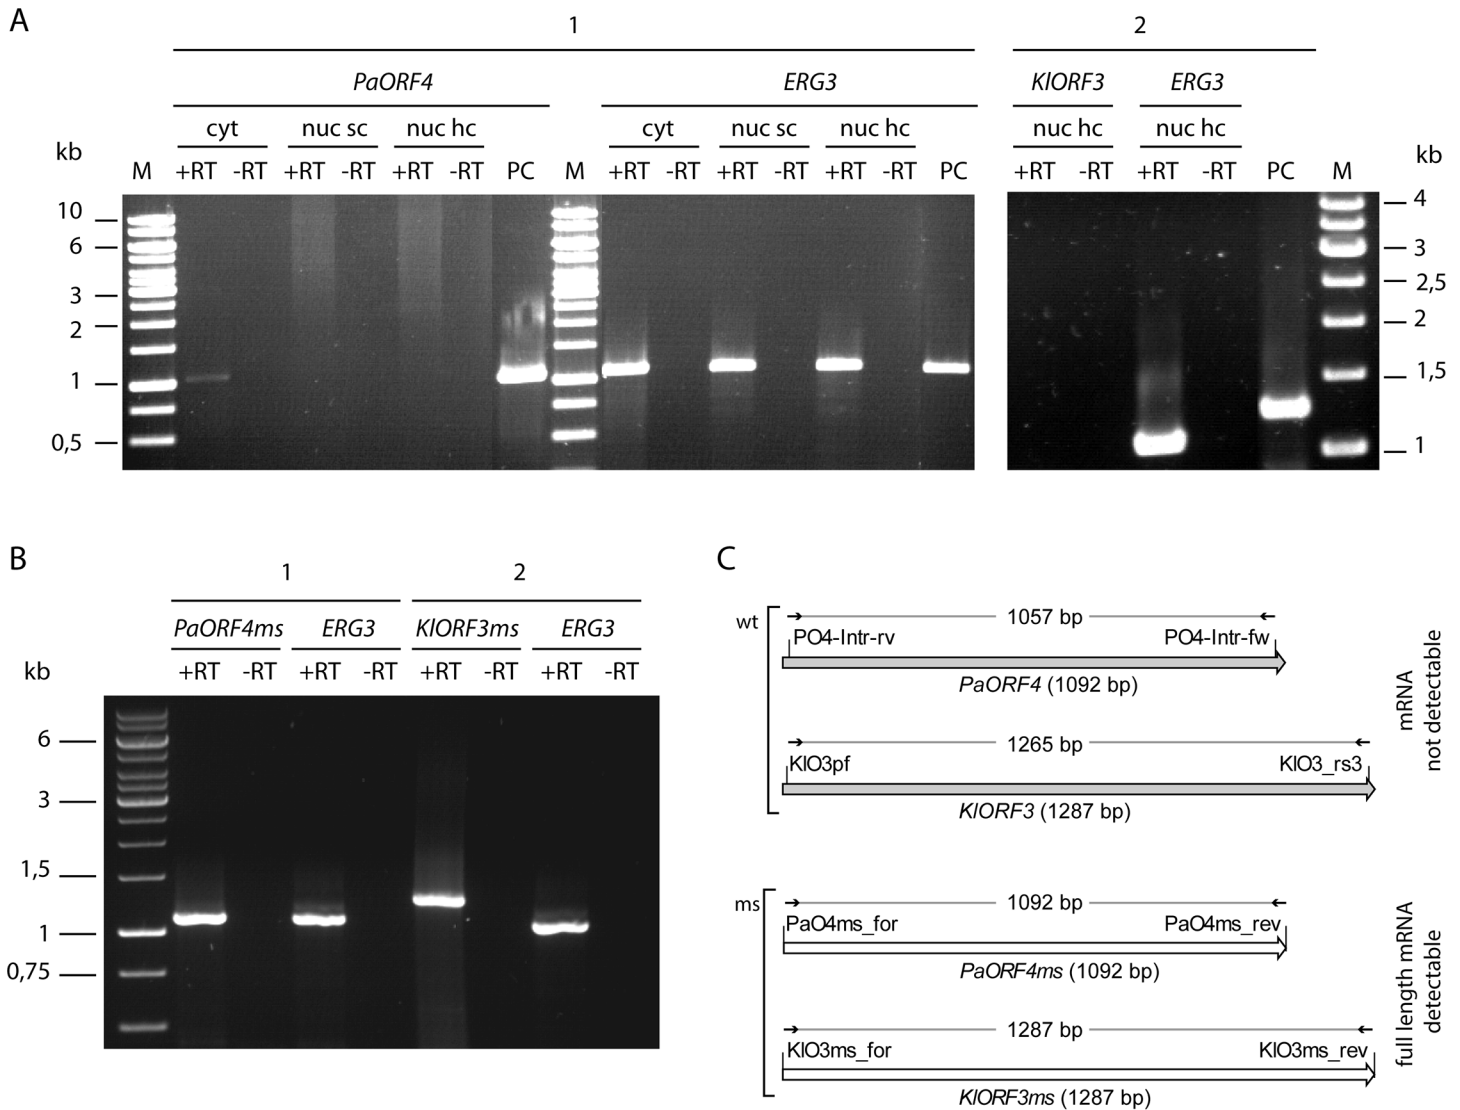 A
1
2
PaORF4 ERG3 KlORF3 ERG3
cyt nuc sc nuc hc cyt nuc sc nuc hc nuc hc nuc hc
kb M +RT -RT +RT -RT +RT -RT PC M +RT -RT +RT -RT +RT -RT PC +RT -RT +RT -RT PC M kb
10
6
3
2
1
0,5
4
3
2,5
2
1,5
1
B
1 2
PaORF4ms ERG3 KlORF3ms ERG3
kb +RT -RT +RT -RT +RT -RT +RT -RT
6
3
1,5
1
0,75
C
wt
1057 bp
PO4-Intr-rv PO4-Intr-fw
PaORF4 (1092 bp)
1265 bp
KlO3pf KlO3_rs3
KlORF3 (1287 bp)
mRNA
not detectable
ms
1092 bp
PaO4ms_for PaO4ms_rev
PaORF4ms (1092 bp)
1287 bp
KlO3ms_for KlO3ms_rev
KlORF3ms (1287 bp)
full length mRNA
detectable